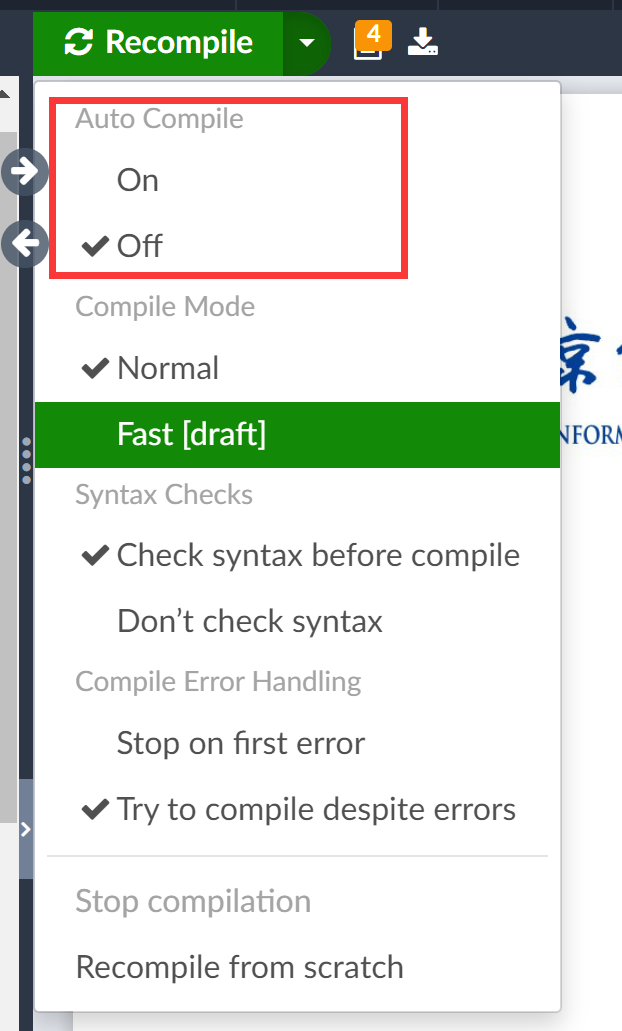 Recompile
4
Auto Compile
On
Off
Compile Mode
Normal
Fast [draft]
Syntax Checks
Check syntax before compile
Don’t check syntax
Compile Error Handling
Stop on first error
Try to compile despite errors
Stop compilation
Recompile from scratch
京